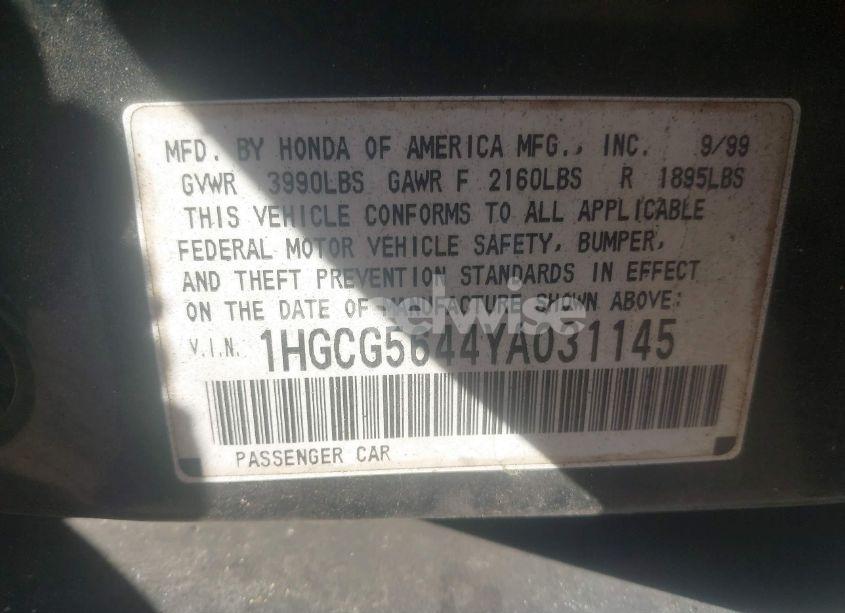 MFD. BY HONDA OF AMERICA MFG., INC. 9/99
GVWR 3990LBS GAWR F 2160LBS R 1895LBS
THIS VEHICLE CONFORMS TO ALL APPLICABLE
FEDERAL MOTOR VEHICLE SAFETY, BUMPER,
AND THEFT PREVENTION STANDARDS IN EFFECT
ON THE DATE OF MANUFACTURE SHOWN ABOVE:
V.I.N. 1HGCG5644YA031145
PASSENGER CAR